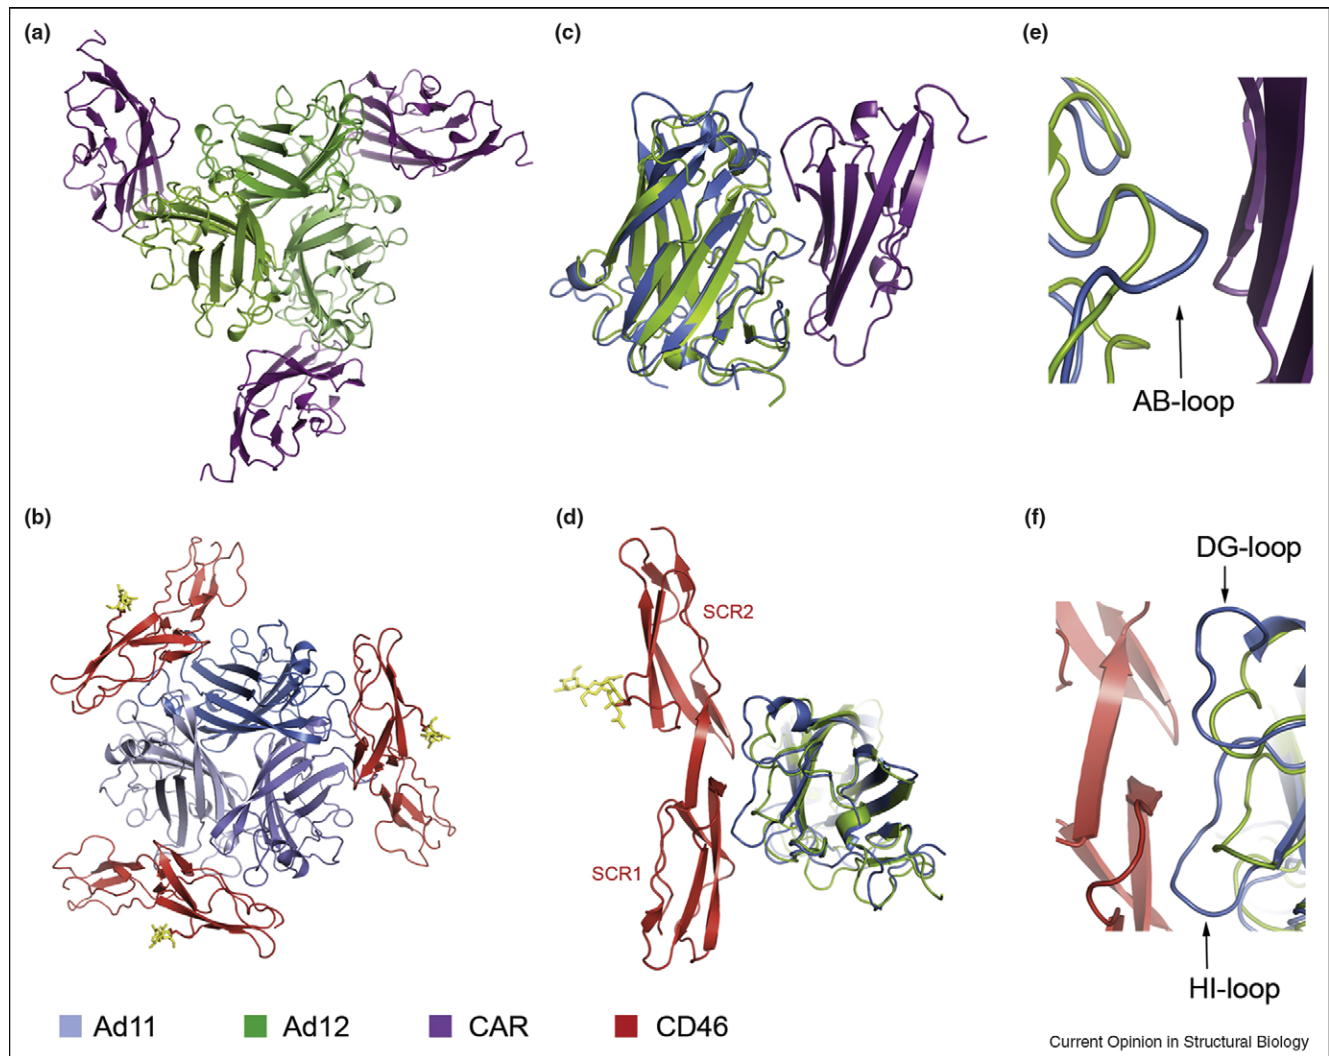 (a)
(c)
(e)
AB-loop
(b)
(d)
(f)
DG-loop
SCR2
SCR1
HI-loop
Ad11
Ad12
CAR
CD46
Current Opinion in Structural Biology